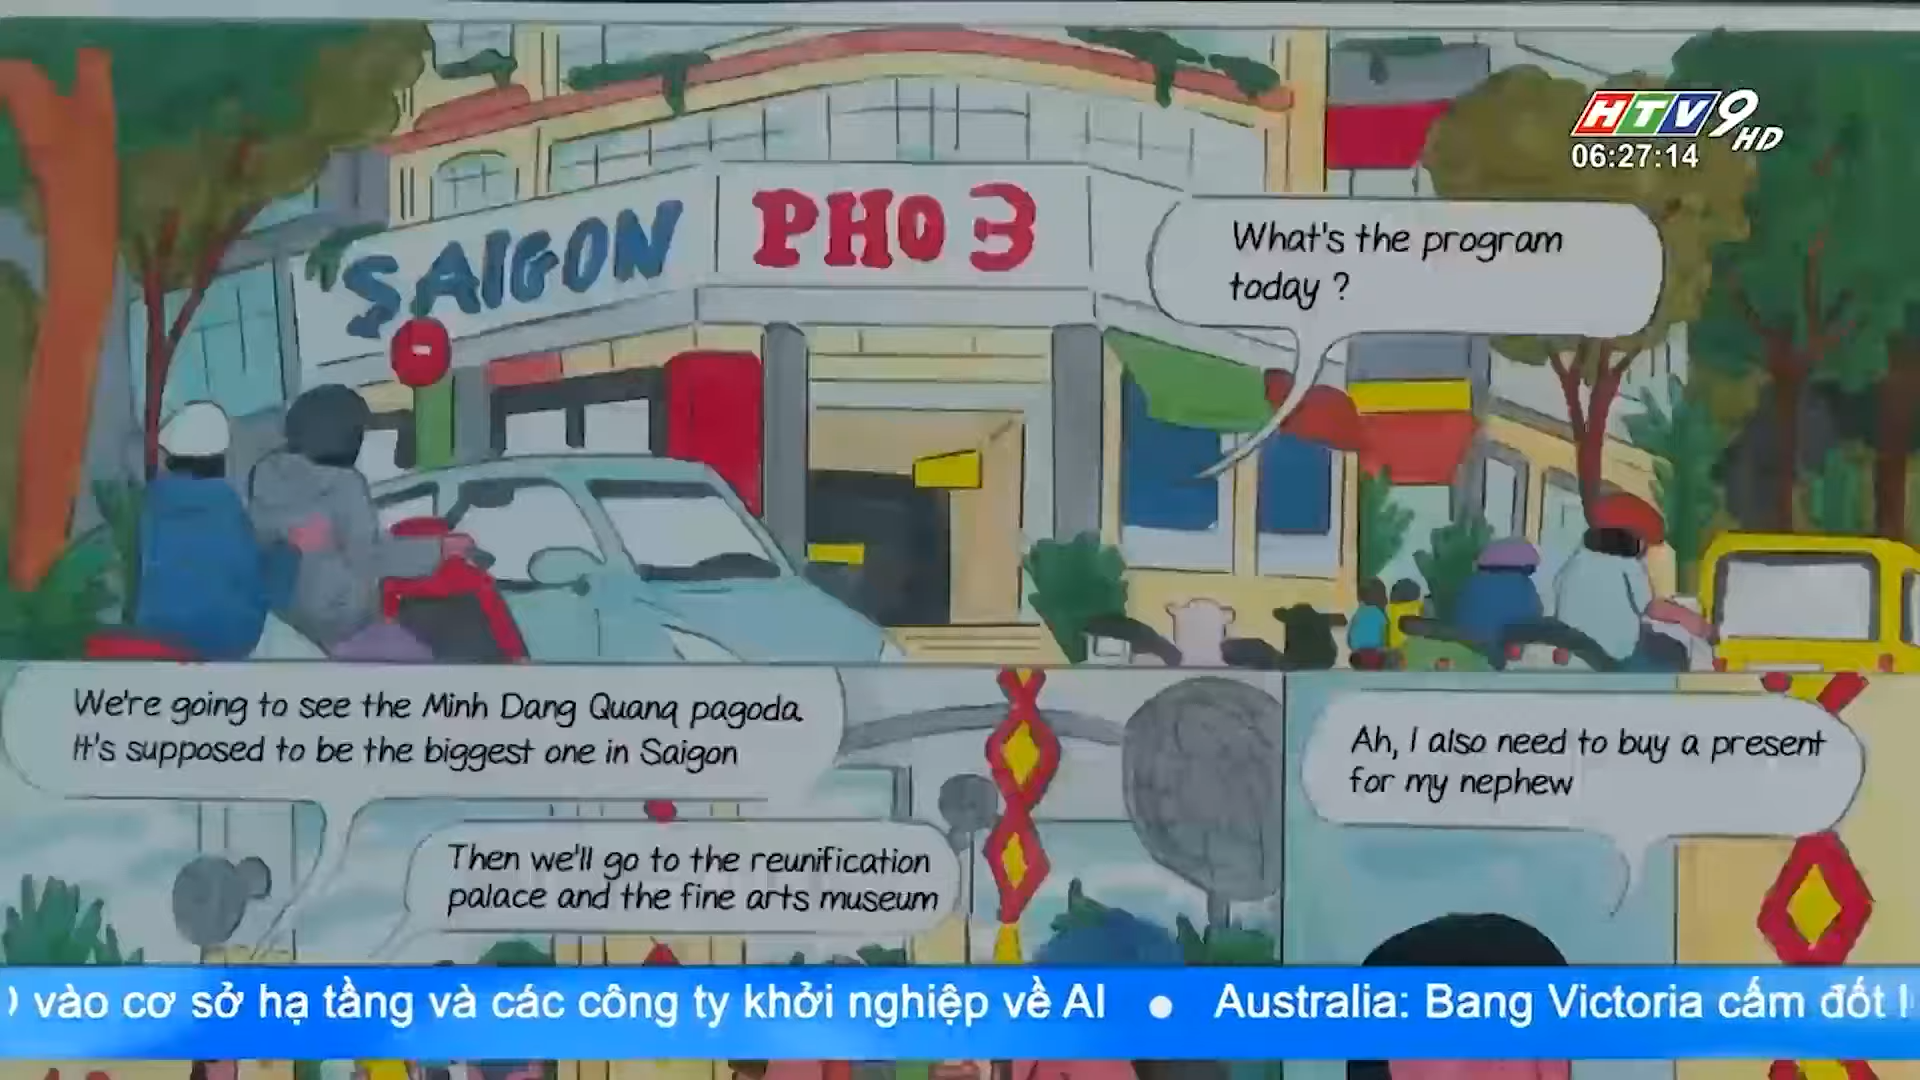 HTV9
HD
06:27:14
SAIGON PHO 3
What's the program
today ?
We're going to see the Minh Dang Quang pagoda
It's supposed to be the biggest one in Saigon
Then we'll go to the reunification
palace and the fine arts museum
Ah, I also need to buy a present
for my nephew
vào cơ sở hạ tầng và các công ty khởi nghiệp về AI ● Australia: Bang Victoria cấm đốt